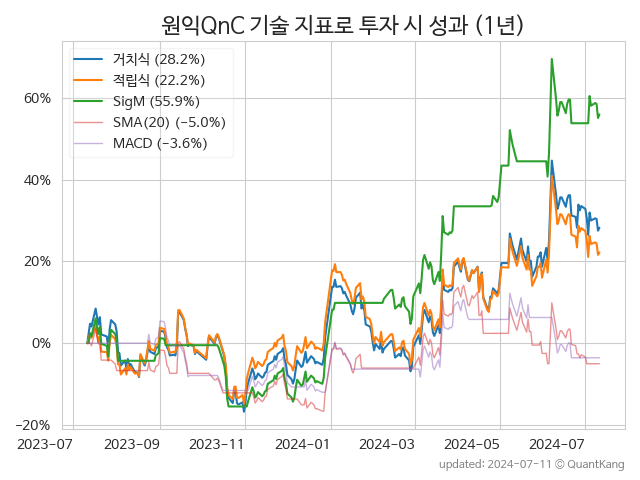 원익QnC 기술 지표로 투자 시 성과 (1년)
거치식 (28.2%)
적립식 (22.2%)
SigM (55.9%)
SMA(20) (−5.0%)
MACD (−3.6%)
60%
40%
20%
0%
−20%
2023-07 2023-09 2023-11 2024-01 2024-03 2024-05 2024-07
updated: 2024-07-11 © QuantKang